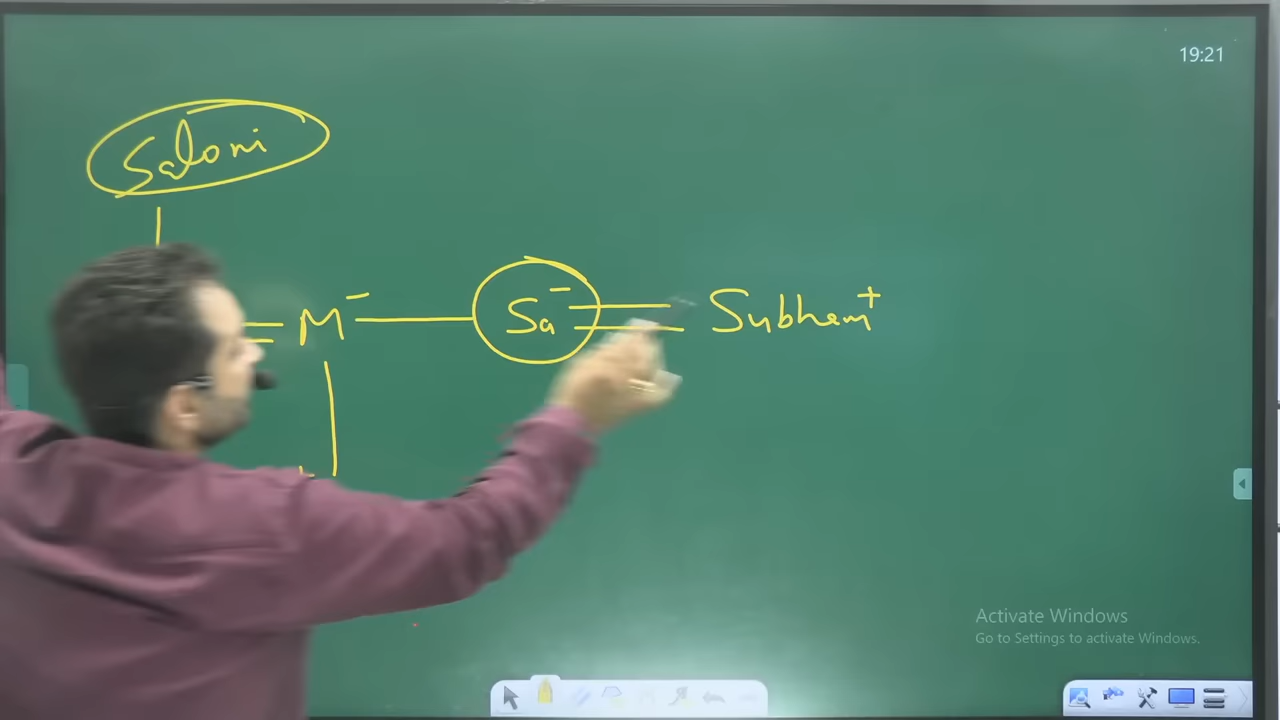 19:21
Saloni
M⁻ Sa⁻ Subham⁺
Activate Windows
Go to Settings to activate Windows.